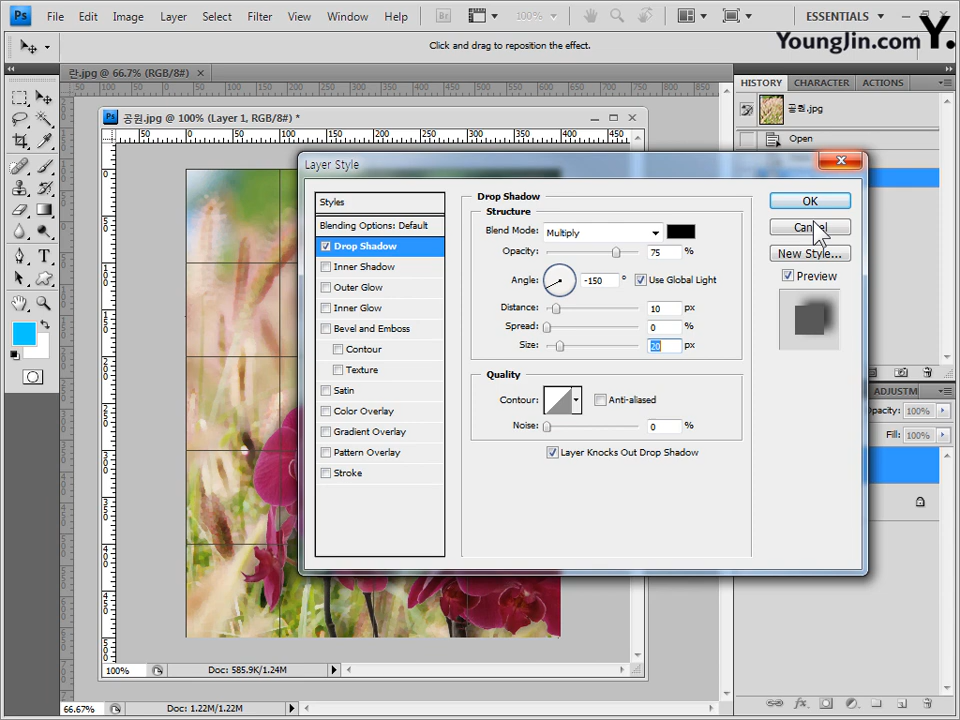 Ps File Edit Image Layer Select Filter View Window Help Br 100% ESSENTIALS
YoungJin.com Y.
Click and drag to reposition the effect.
란.jpg @ 66.7% (RGB/8#)
HISTORY CHARACTER ACTIONS
공원.jpg @ 100% (Layer 1, RGB/8#) *
공원.jpg
Open
Layer Style
Styles
Blending Options: Default
Drop Shadow
Inner Shadow
Outer Glow
Inner Glow
Bevel and Emboss
Contour
Texture
Satin
Color Overlay
Gradient Overlay
Pattern Overlay
Stroke
Drop Shadow
Structure
Blend Mode: Multiply
Opacity: 75 %
Angle: -150 ° Use Global Light
Distance: 10 px
Spread: 0 %
Size: 20 px
Quality
Contour: Anti-aliased
Noise: 0 %
Layer Knocks Out Drop Shadow
OK
Cancel
New Style...
Preview
ADJUSTM
Opacity: 100%
Fill: 100%
100% Doc: 585.9K/1.24M
66.67% Doc: 1.22M/1.22M